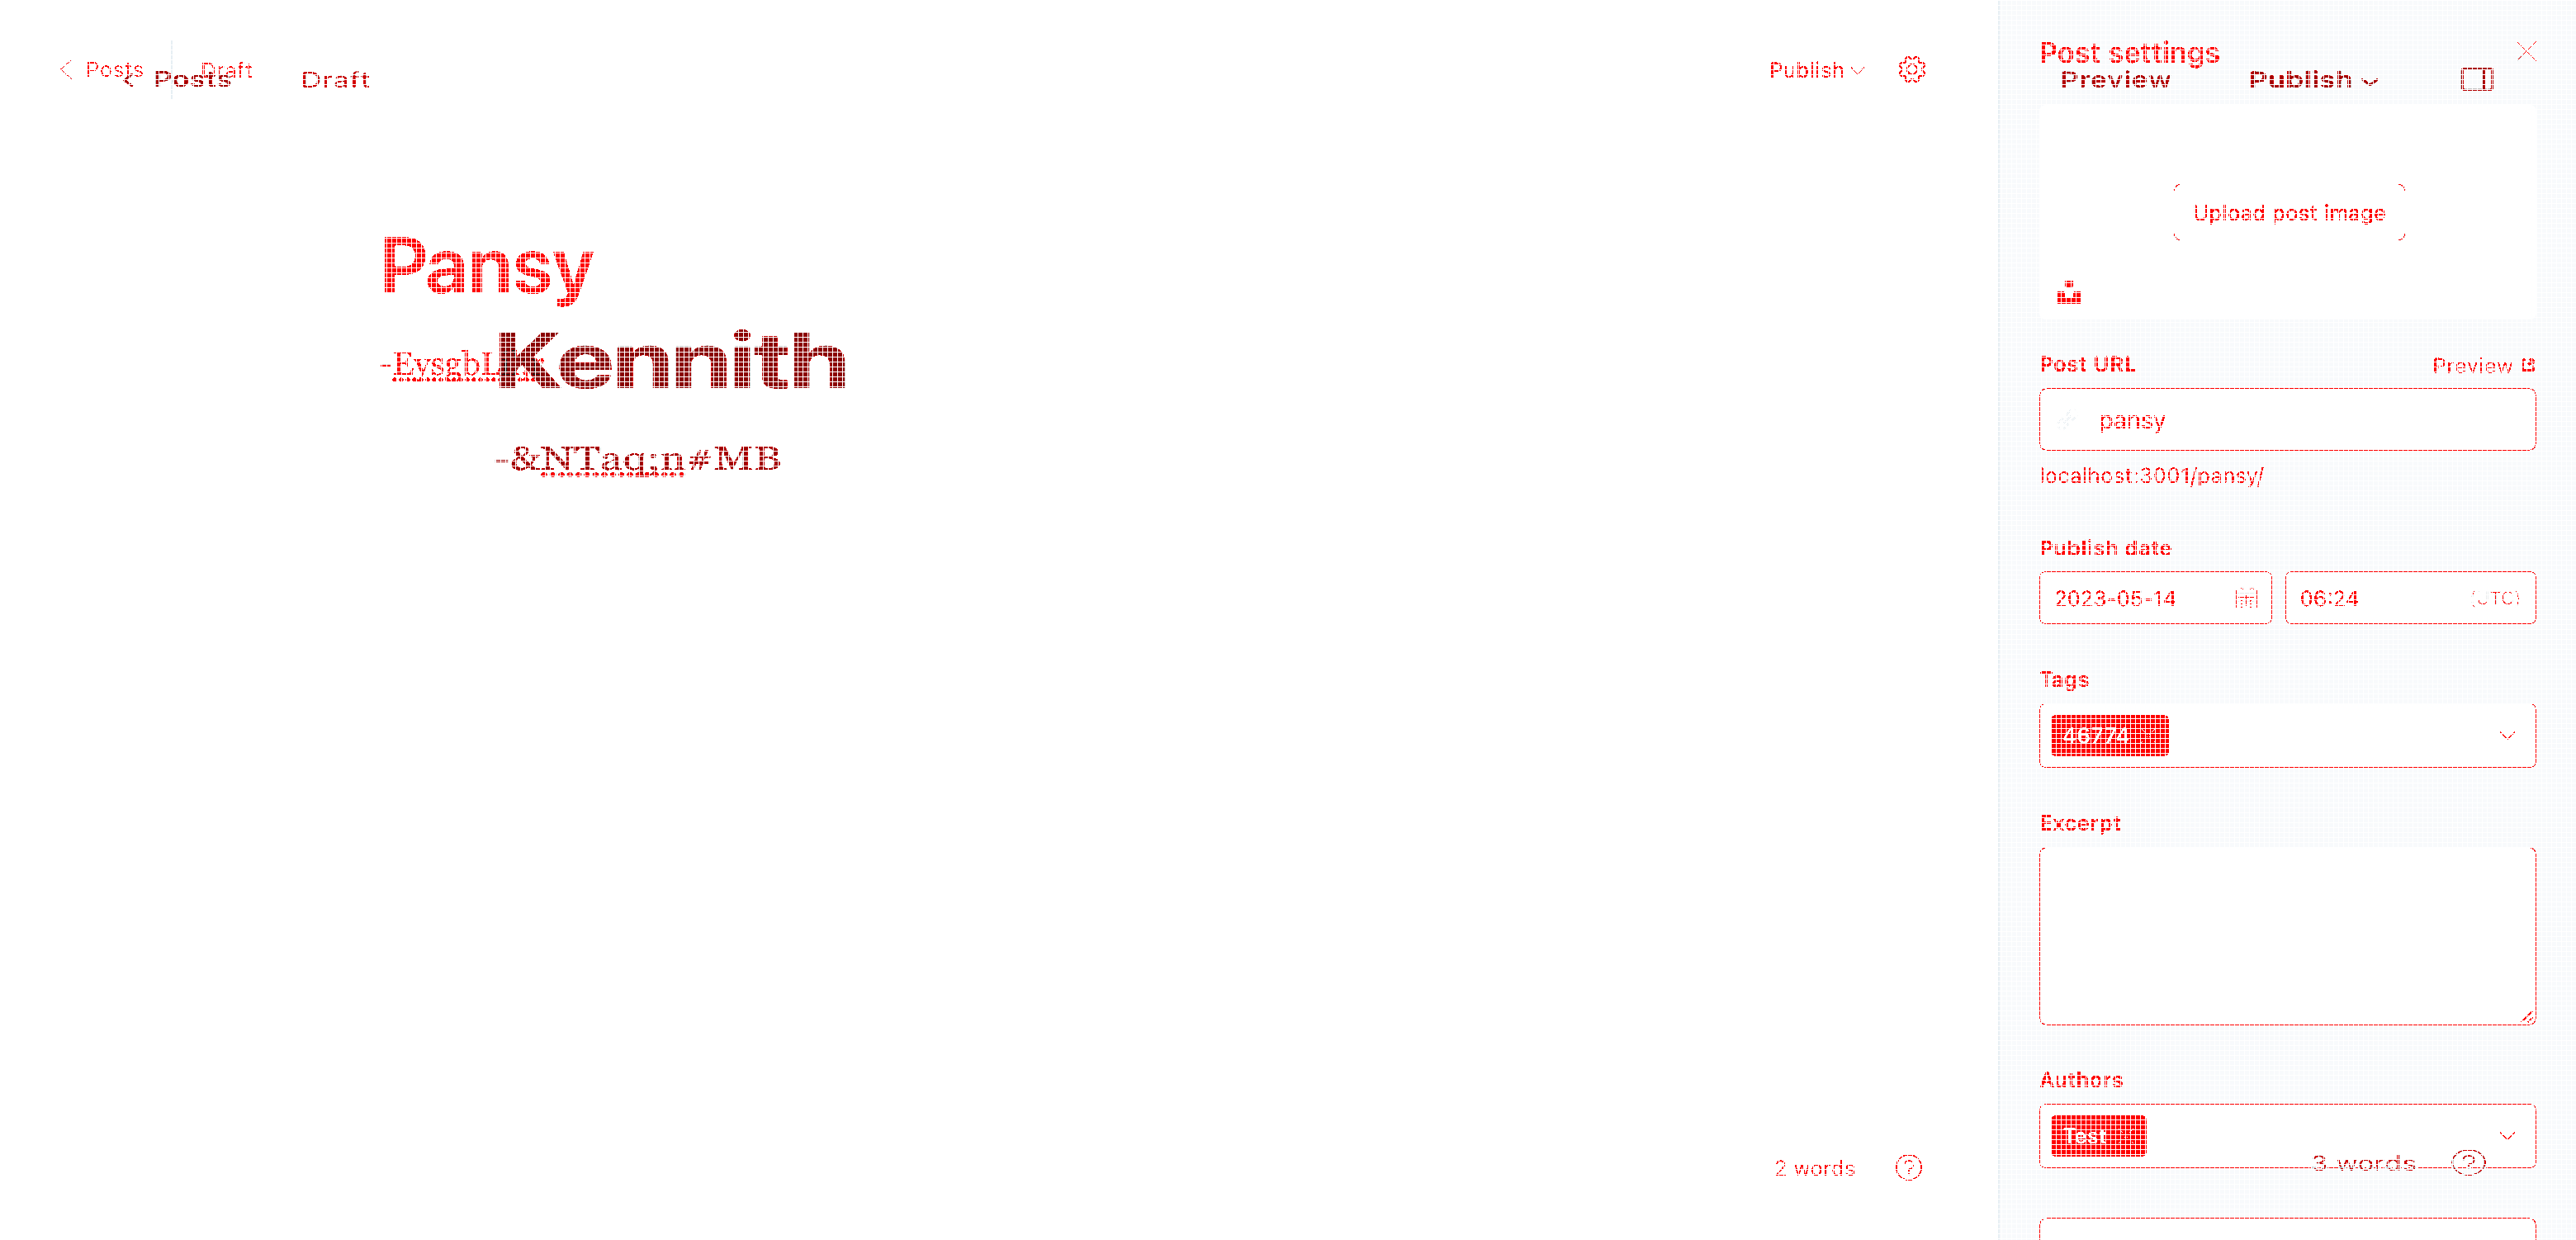 Posts Draft Publish
Posts Draft
Post settings
Preview Publish
Upload post image
Pansy
Kennith
-&NTaq;n#MB
Post URL Preview
pansy
localhost:3001/pansy/
Publish date
2023-05-14 06:24 (UTC)
Tags
46774
Excerpt
Authors
Test
2 words
3 words